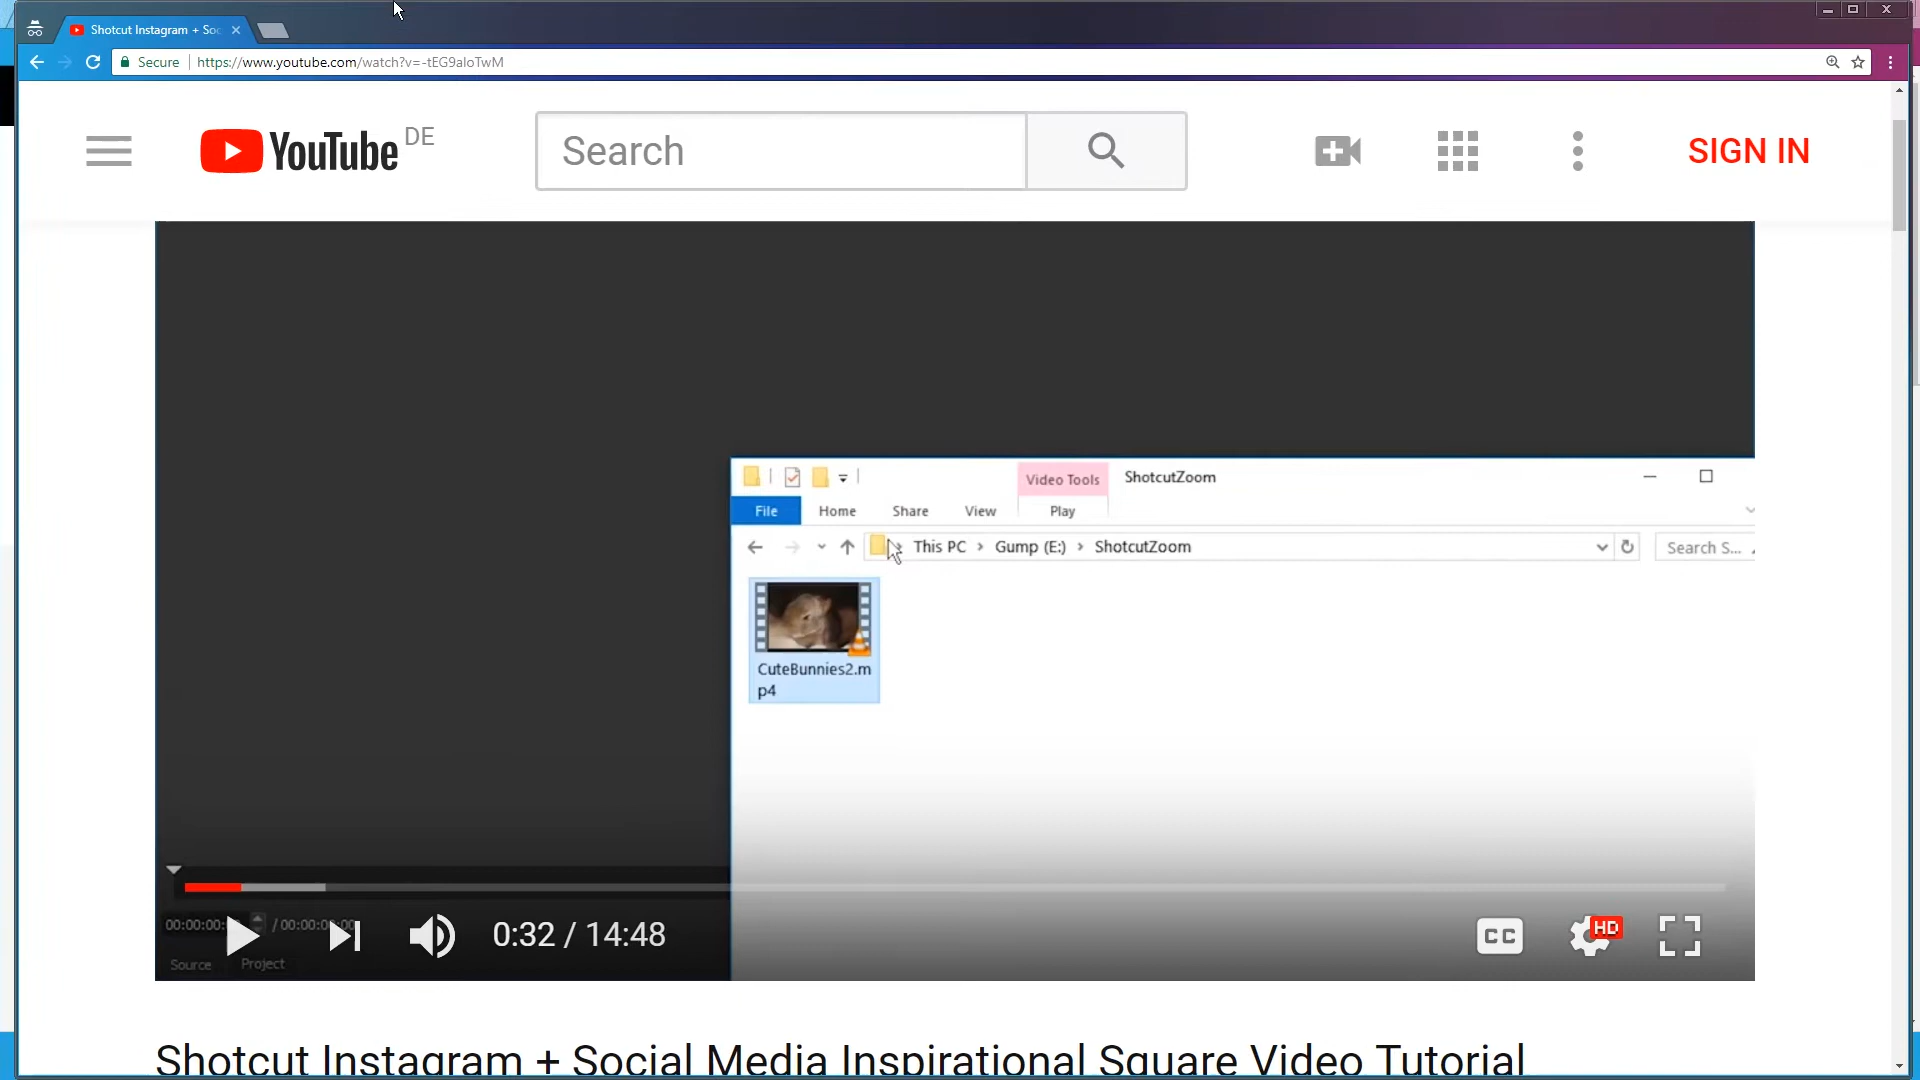 Shotcut Instagram + Soc
Secure https://www.youtube.com/watch?v=-tEG9aIoTwM
YouTube DE
Search
SIGN IN
Video Tools ShotcutZoom
File Home Share View Play
This PC > Gump (E:) > ShotcutZoom
Search S...
CuteBunnies2.m
p4
0:32 / 14:48
CC
HD
Source Project
Shotcut Instagram + Social Media Inspirational Square Video Tutorial